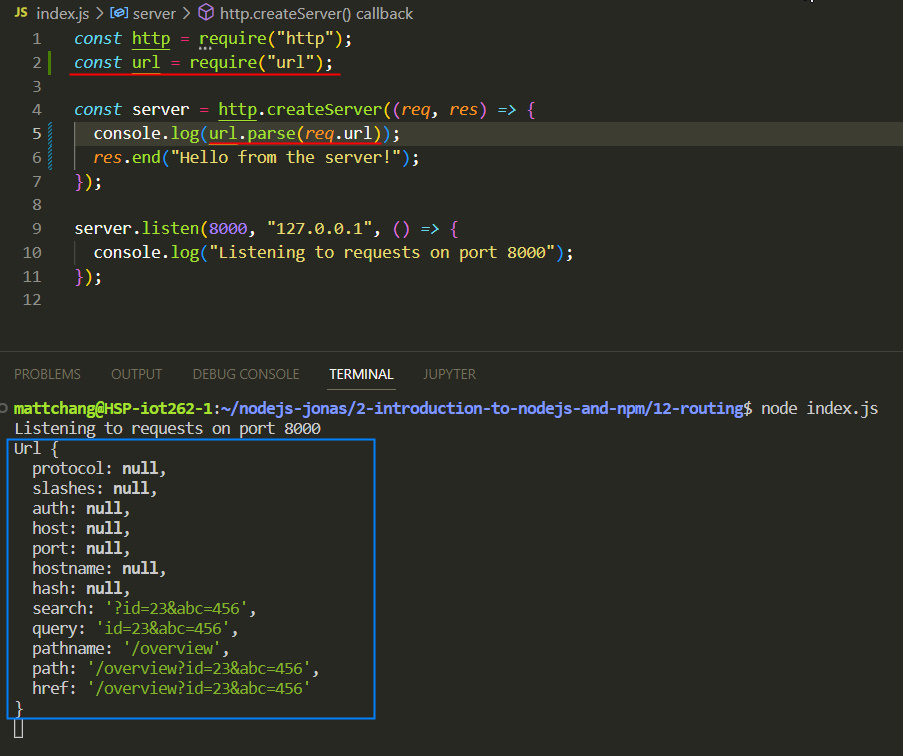 JS index.js > server > http.createServer() callback
1 const http = require("http");
2 const url = require("url");
3
4 const server = http.createServer((req, res) => {
5 console.log(url.parse(req.url));
6 res.end("Hello from the server!");
7 });
8
9 server.listen(8000, "127.0.0.1", () => {
10 console.log("Listening to requests on port 8000");
11 });
12
PROBLEMS OUTPUT DEBUG CONSOLE TERMINAL JUPYTER
mattchang@HSP-iot262-1:~/nodejs-jonas/2-introduction-to-nodejs-and-npm/12-routing$ node index.js
Listening to requests on port 8000
Url {
protocol: null,
slashes: null,
auth: null,
host: null,
port: null,
hostname: null,
hash: null,
search: '?id=23&abc=456',
query: 'id=23&abc=456',
pathname: '/overview',
path: '/overview?id=23&abc=456',
href: '/overview?id=23&abc=456'
}